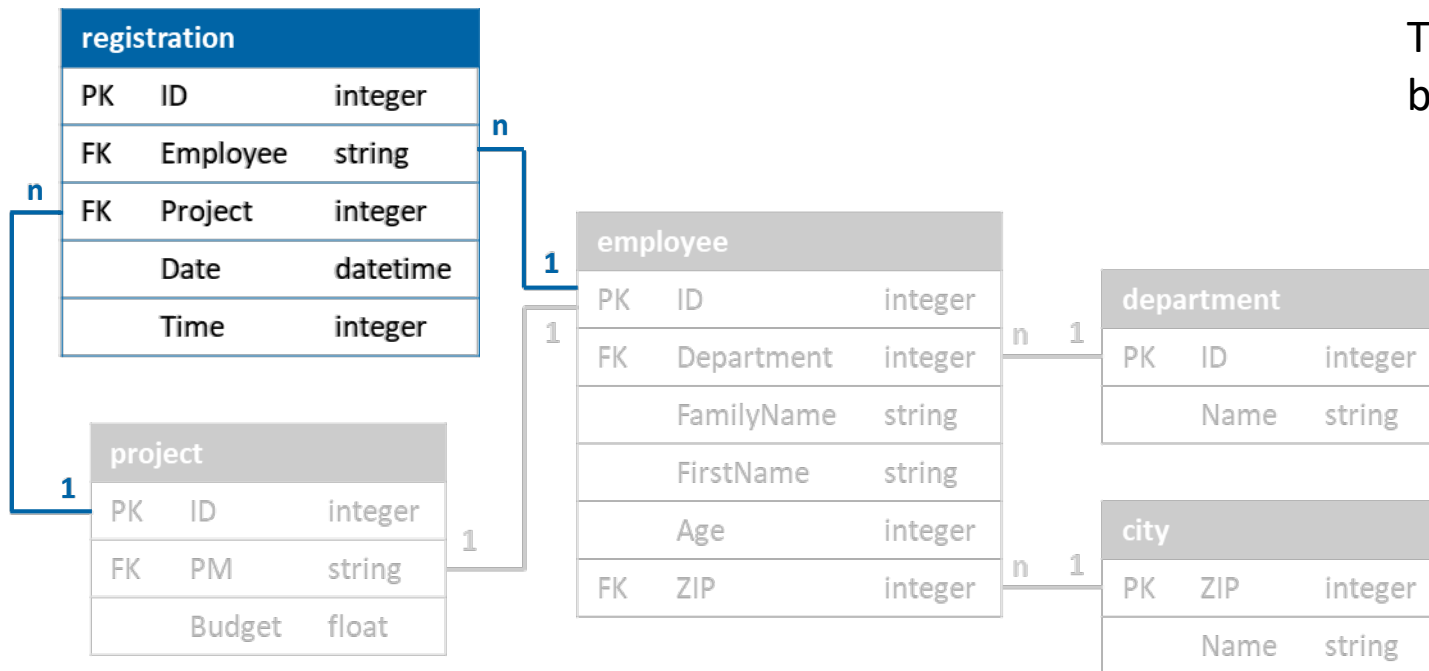 T
b
registration
PK ID integer
n
FK Employee string
n
FK Project integer
Date datetime
Time integer
1
employee
PK ID integer
FK Department integer
FamilyName string
FirstName string
Age integer
FK ZIP integer
1
n 1
department
PK ID integer
Name string
project
1
PK ID integer
FK PM string
Budget float
1
n 1
city
PK ZIP integer
Name string